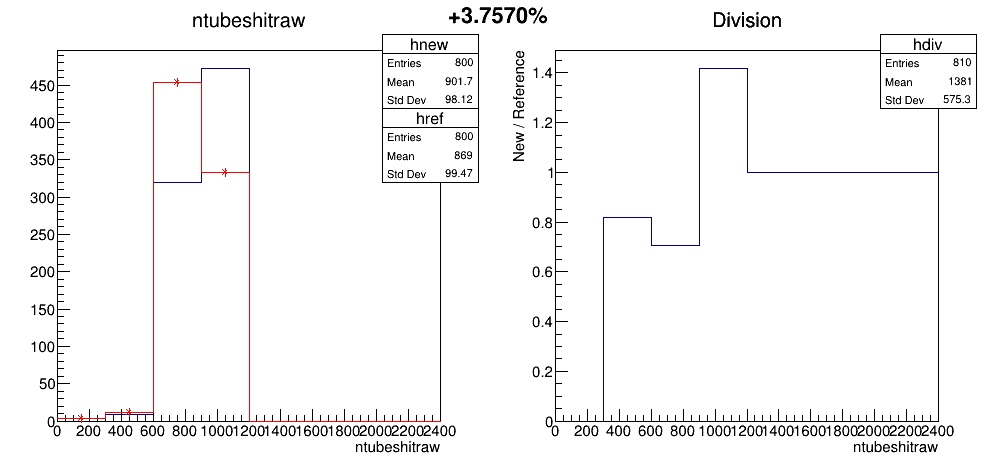 +3.7570%
ntubeshitraw
hnew
Entries 800
Mean 901.7
Std Dev 98.12
href
Entries 800
Mean 869
Std Dev 99.47
450
400
350
300
250
200
150
100
50
0
0 200 400 600 800 1000 1200 1400 1600 1800 2000 2200 2400
ntubeshitraw
Division
hdiv
Entries 810
Mean 1381
Std Dev 575.3
New / Reference
1.4
1.2
1
0.8
0.6
0.4
0.2
0
0 200 400 600 800 1000 1200 1400 1600 1800 2000 2200 2400
ntubeshitraw